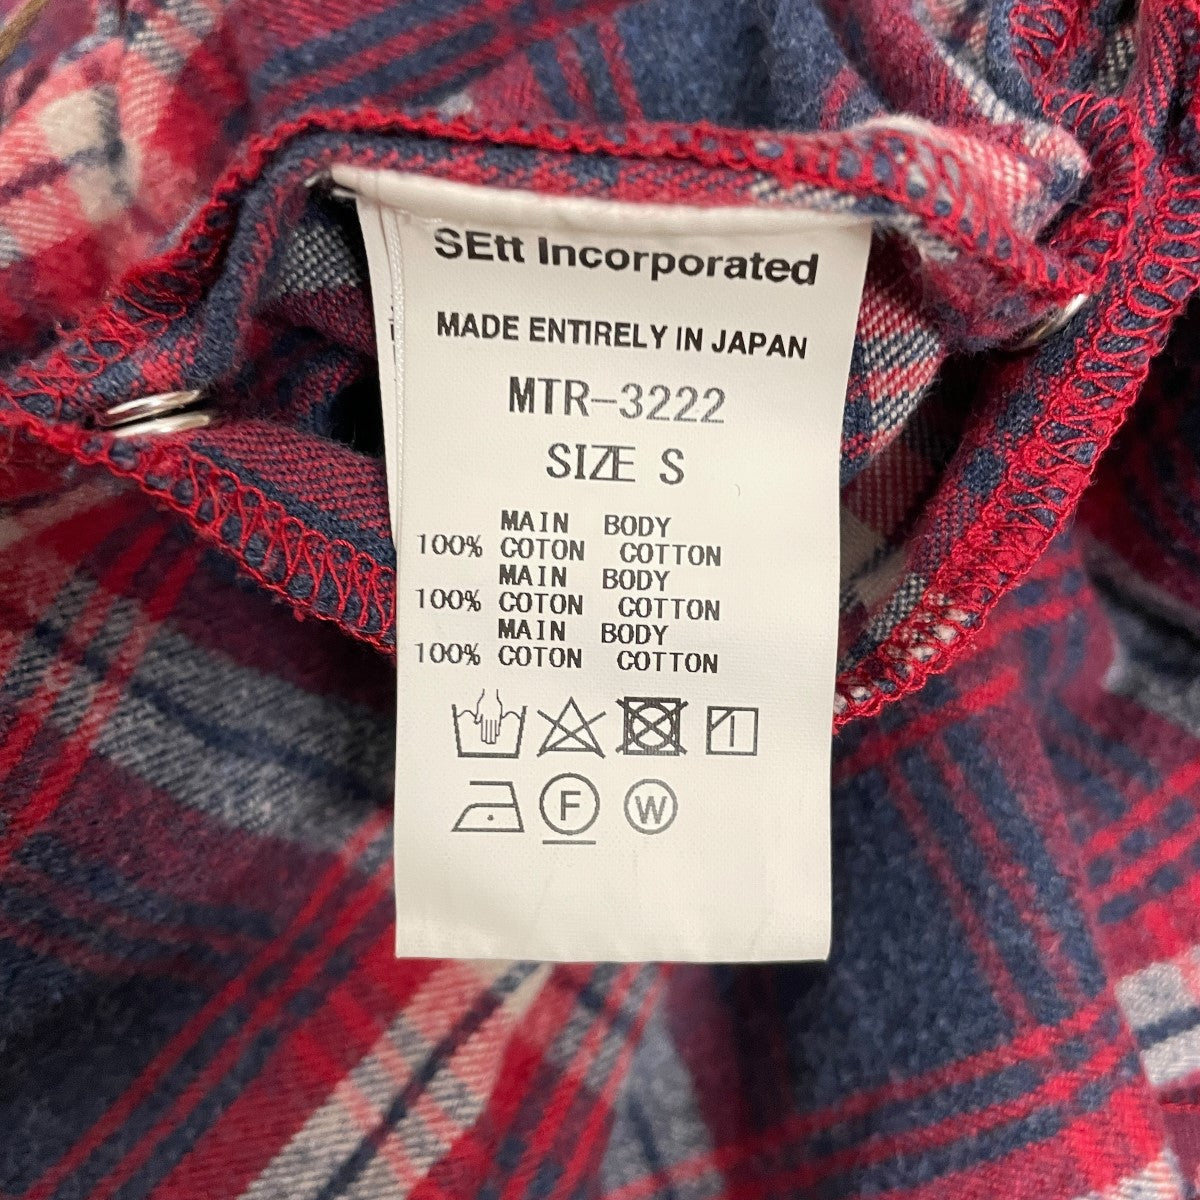 SEtt Incorporated
MADE ENTIRELY IN JAPAN
MTR-3222
SIZE S
MAIN BODY
100% COTON COTTON
MAIN BODY
100% COTON COTTON
MAIN BODY
100% COTON COTTON
F W